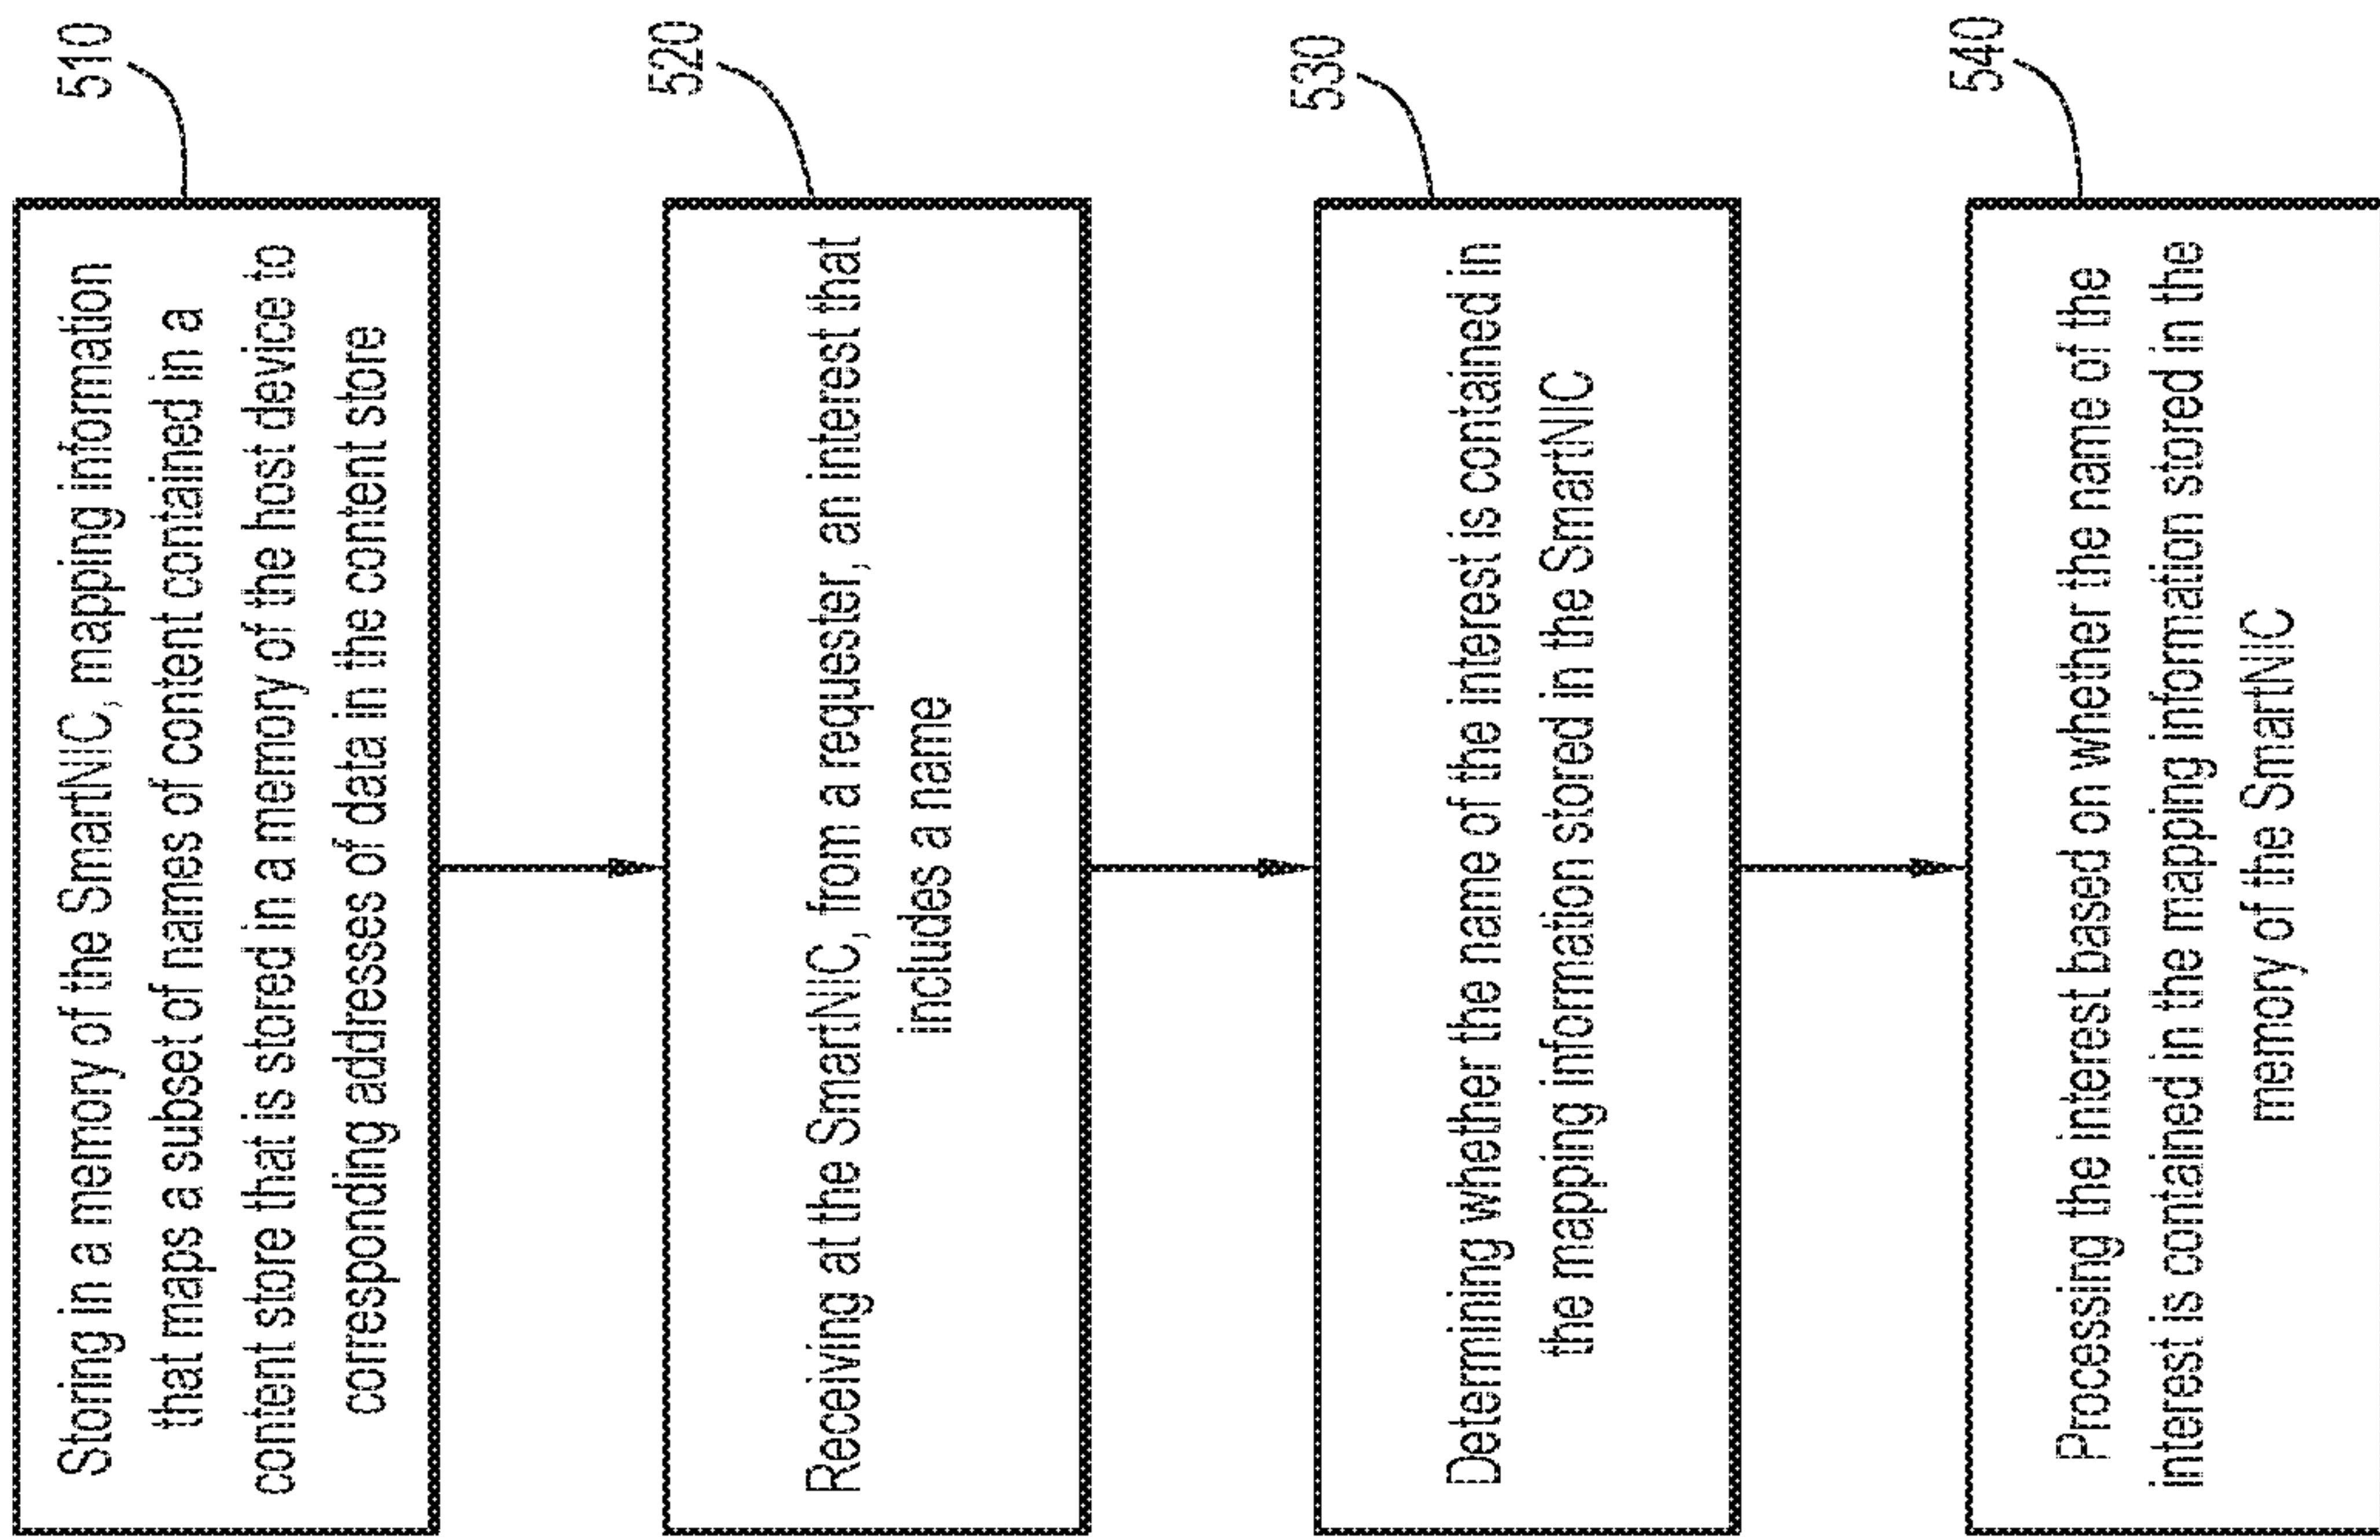 510
Storing in a memory of the SmartNIC, mapping information
that maps a subset of names of content contained in a
content store that is stored in a memory of the host device to
corresponding addresses of data in the content store
520
Receiving at the SmartNIC, from a requester, an interest that
includes a name
530
Determining whether the name of the interest is contained in
the mapping information stored in the SmartNIC
540
Processing the interest based on whether the name of the
interest is contained in the mapping information stored in the
memory of the SmartNIC